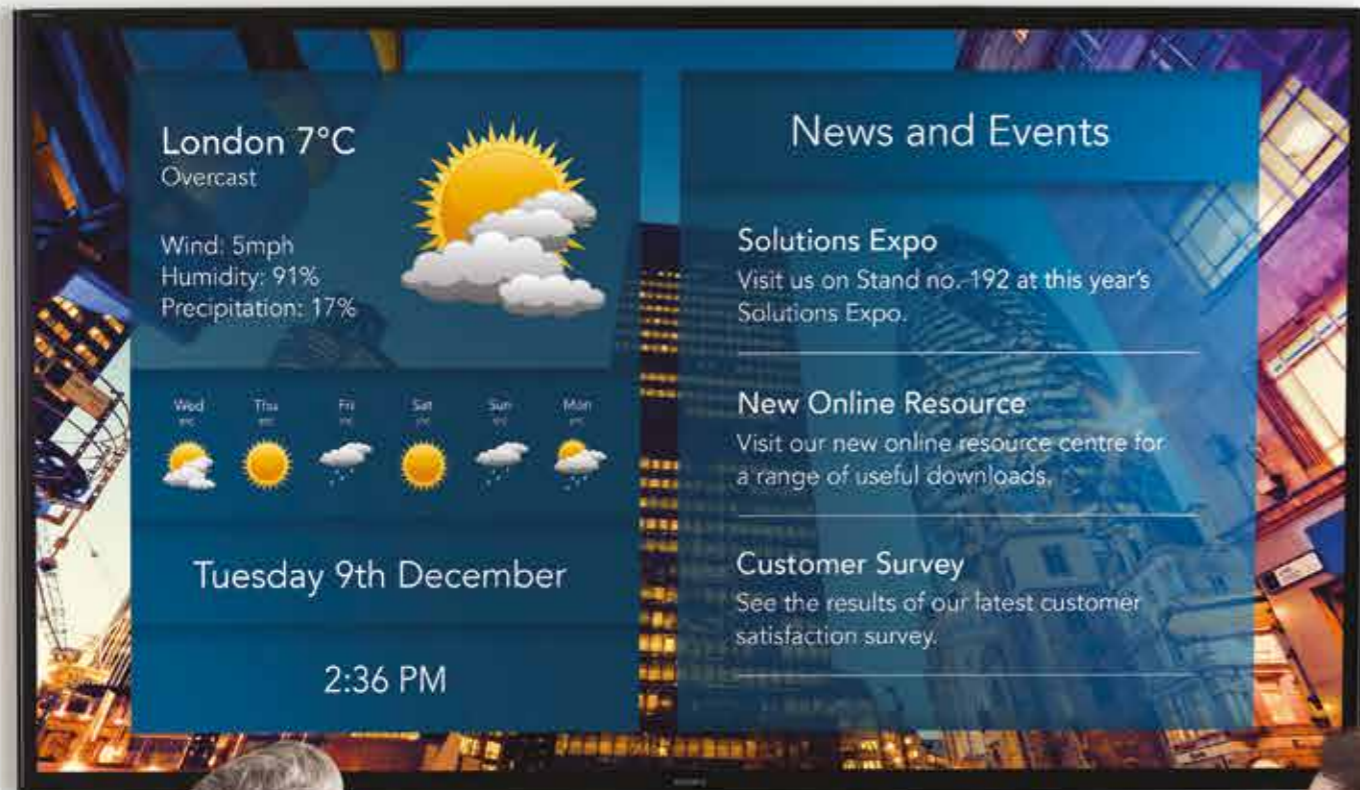 London 7°C
Overcast
Wind: 5mph
Humidity: 91%
Precipitation: 17%
Wed Thu Fri Sat Sun Mon
Tuesday 9th December
2:36 PM
News and Events
Solutions Expo
Visit us on Stand no. 192 at this year's
Solutions Expo.
New Online Resource
Visit our new online resource centre for
a range of useful downloads.
Customer Survey
See the results of our latest customer
satisfaction survey.